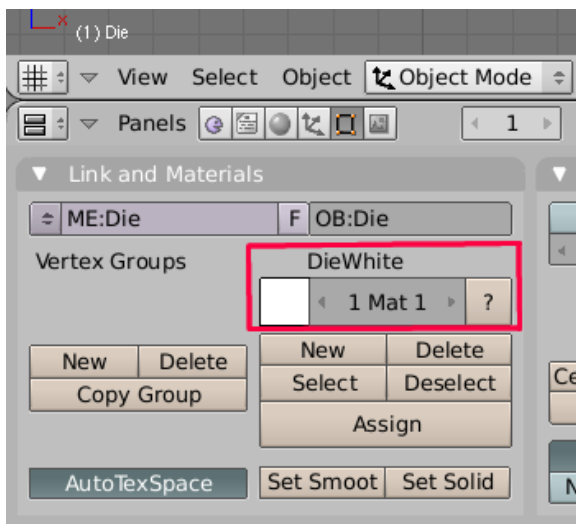 x
(1) Die
View Select Object Object Mode
Panels 1
Link and Materials
ME:Die F OB:Die
Vertex Groups DieWhite
1 Mat 1 ?
New Delete New Delete
Copy Group Select Deselect
Assign
AutoTexSpace Set Smoot Set Solid
Ce
N